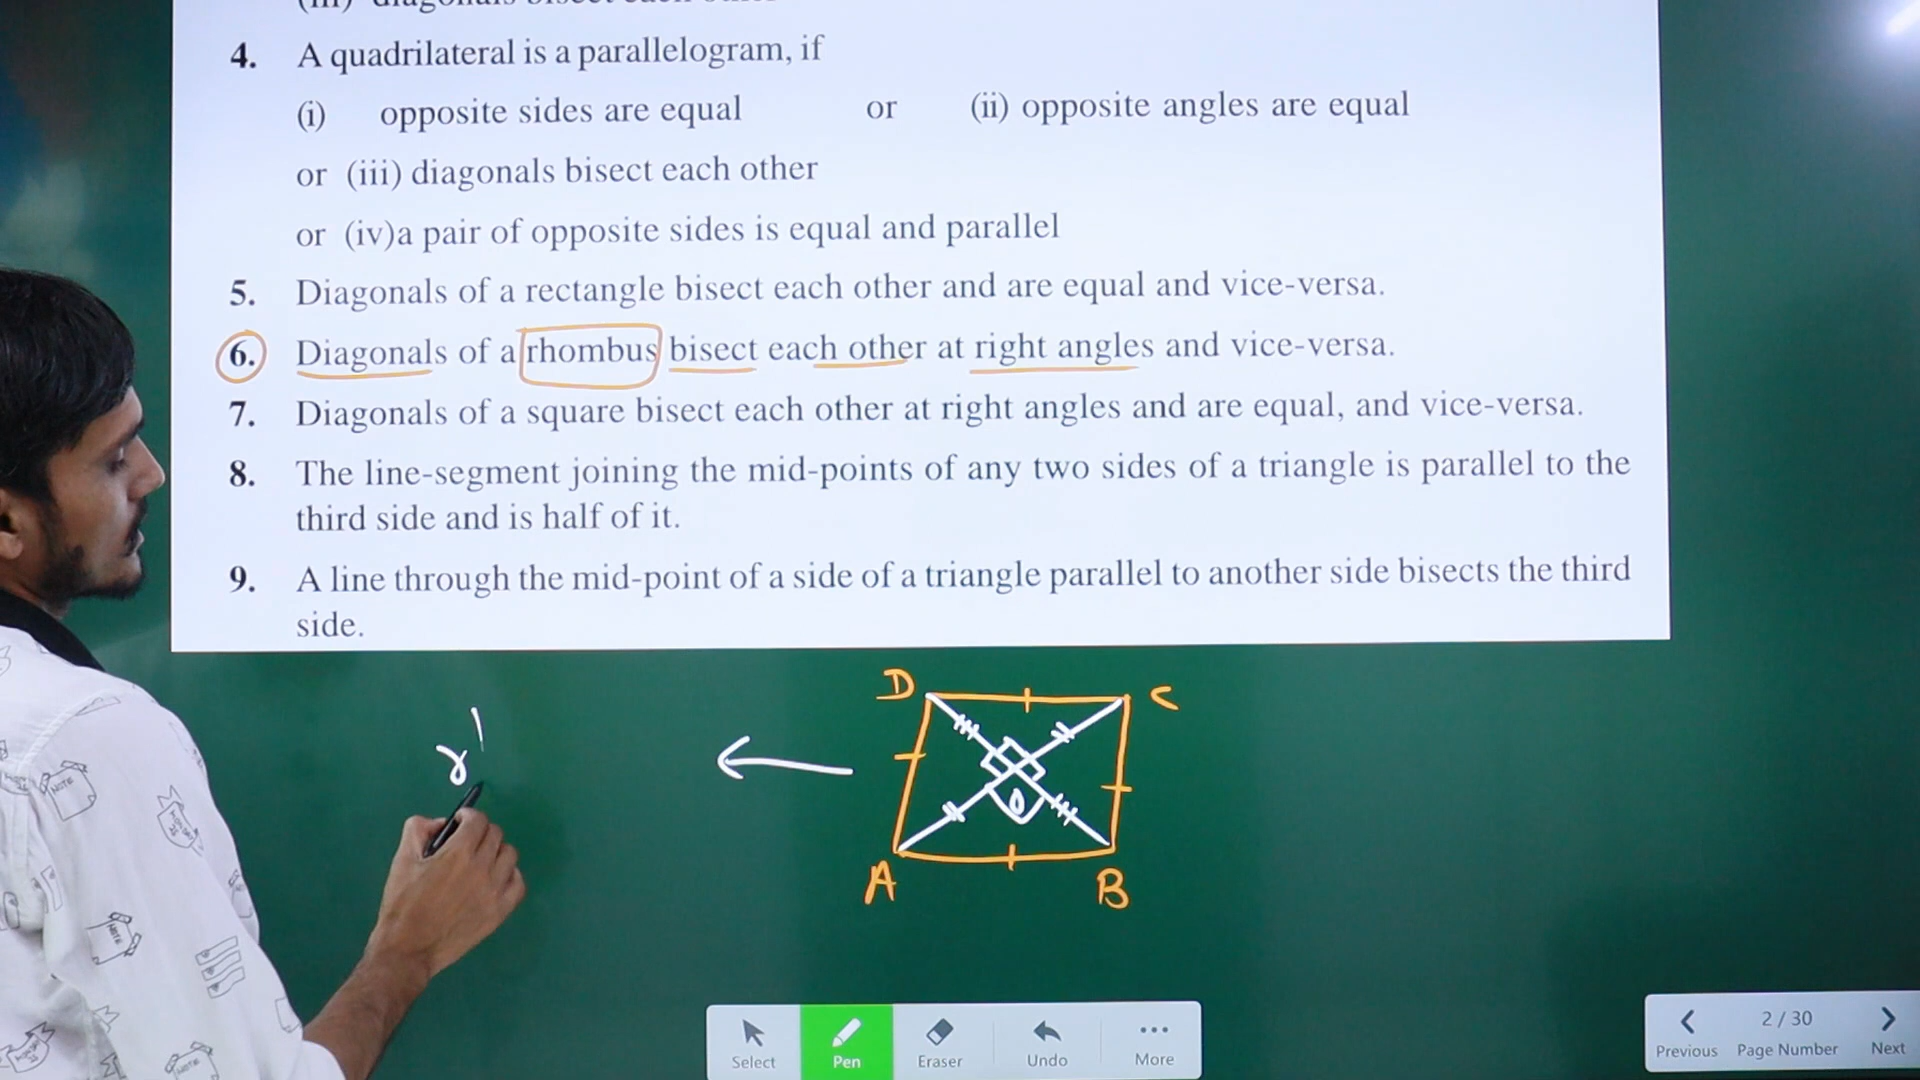 4. A quadrilateral is a parallelogram, if
(i) opposite sides are equal or (ii) opposite angles are equal
or (iii) diagonals bisect each other
or (iv) a pair of opposite sides is equal and parallel
5. Diagonals of a rectangle bisect each other and are equal and vice-versa.
6. Diagonals of a rhombus bisect each other at right angles and vice-versa.
7. Diagonals of a square bisect each other at right angles and are equal, and vice-versa.
8. The line-segment joining the mid-points of any two sides of a triangle is parallel to the
third side and is half of it.
9. A line through the mid-point of a side of a triangle parallel to another side bisects the third
side.
D C
O
A B
Select Pen Eraser Undo More
2 / 30
Previous Page Number Next